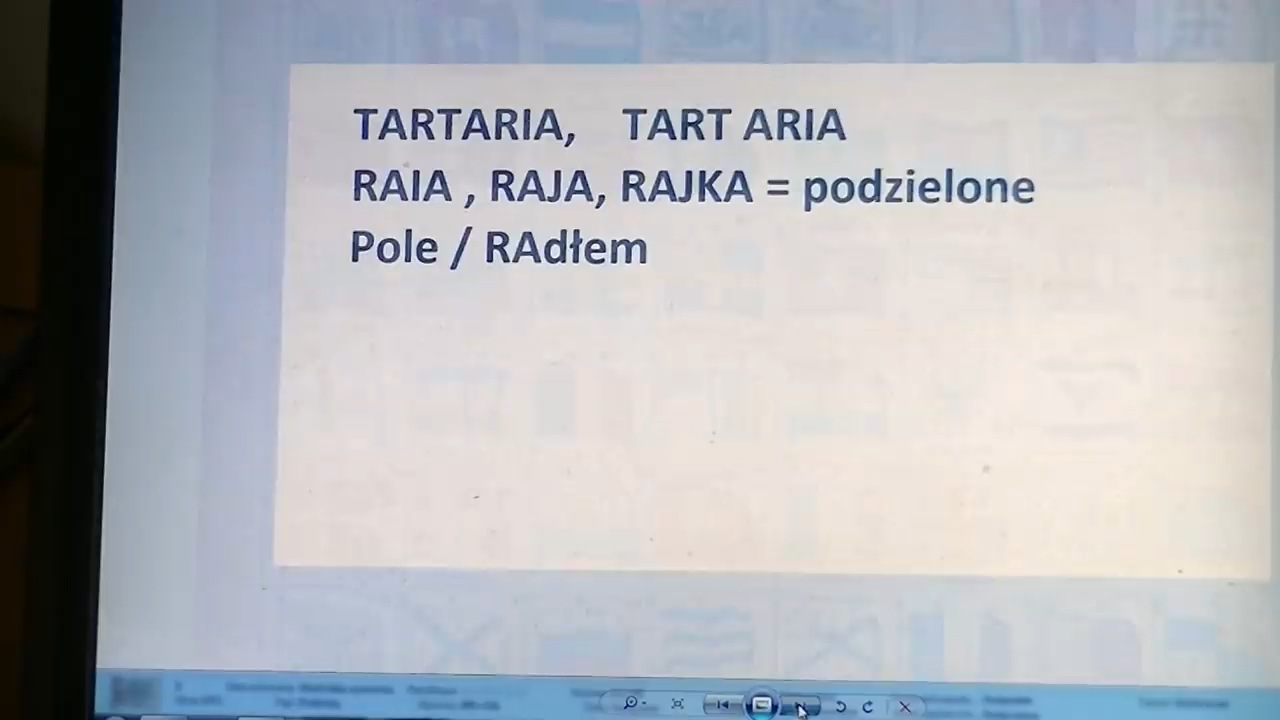 TARTARIA, TART ARIA
RAIA , RAJA, RAJKA = podzielone
Pole / RAdłem